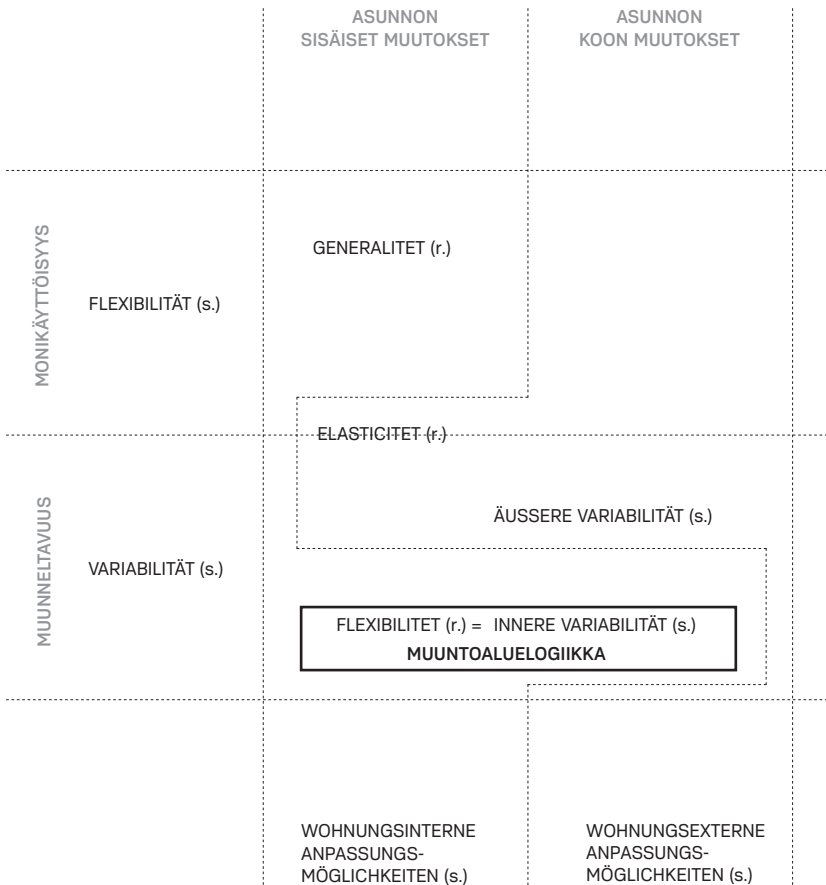 ASUNNON
SISÄISET MUUTOKSET
ASUNNON
KOON MUUTOKSET
MONIKÄYTTÖISYYS
FLEXIBILITÄT (s.)
GENERALITET (r.)
ELASTICITET (r.)
MUUNNELTAVUUS
VARIABILITÄT (s.)
ÄUSSERE VARIABILITÄT (s.)
FLEXIBILITET (r.) = INNERE VARIABILITÄT (s.)
MUUNTOALUELOGIIKKA
WOHNUNGSINTERNE
ANPASSUNGS-
MÖGLICHKEITEN (s.)
WOHNUNGSEXTERNE
ANPASSUNGS-
MÖGLICHKEITEN (s.)